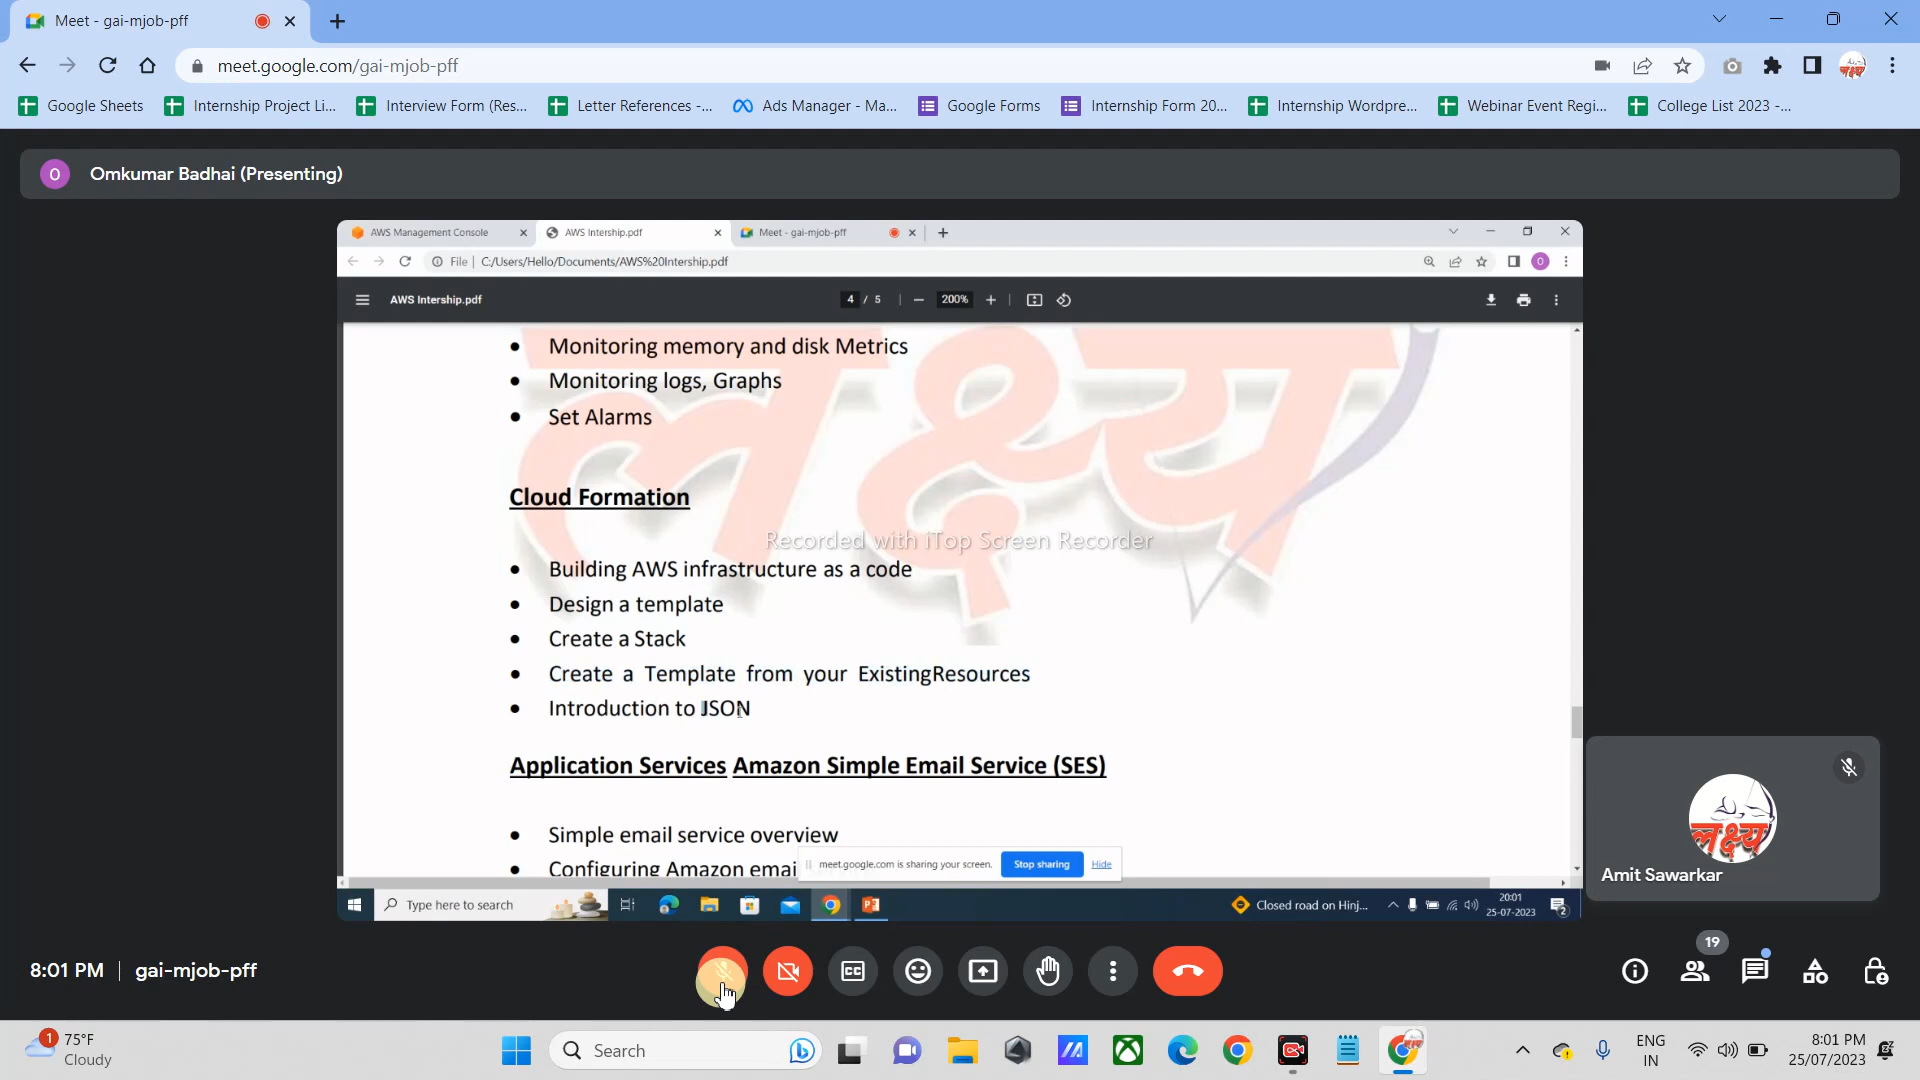 Meet - gai-mjob-pff
meet.google.com/gai-mjob-pff
Google Sheets Internship Project Li... Interview Form (Res... Letter References -... Ads Manager - Ma... Google Forms Internship Form 20... Internship Wordpre... Webinar Event Regi... College List 2023 -...
O Omkumar Badhai (Presenting)
AWS Management Console AWS Intership.pdf Meet - gai-mjob-pff
File | C:/Users/Hello/Documents/AWS%20Intership.pdf O
AWS Intership.pdf 4 / 5 200%
लक्ष्य
• Monitoring memory and disk Metrics
• Monitoring logs, Graphs
• Set Alarms
Cloud Formation
Recorded with iTop Screen Recorder
• Building AWS infrastructure as a code
• Design a template
• Create a Stack
• Create a Template from your ExistingResources
• Introduction to JSON
Application Services Amazon Simple Email Service (SES)
• Simple email service overview
• Configuring Amazon emai
meet.google.com is sharing your screen. Stop sharing Hide
लक्ष्य
Amit Sawarkar
Type here to search Closed road on Hinj... 20:01
25-07-2023 2
8:01 PM | gai-mjob-pff CC 19
1 75°F
Cloudy
Search
ENG
IN
8:01 PM
25/07/2023